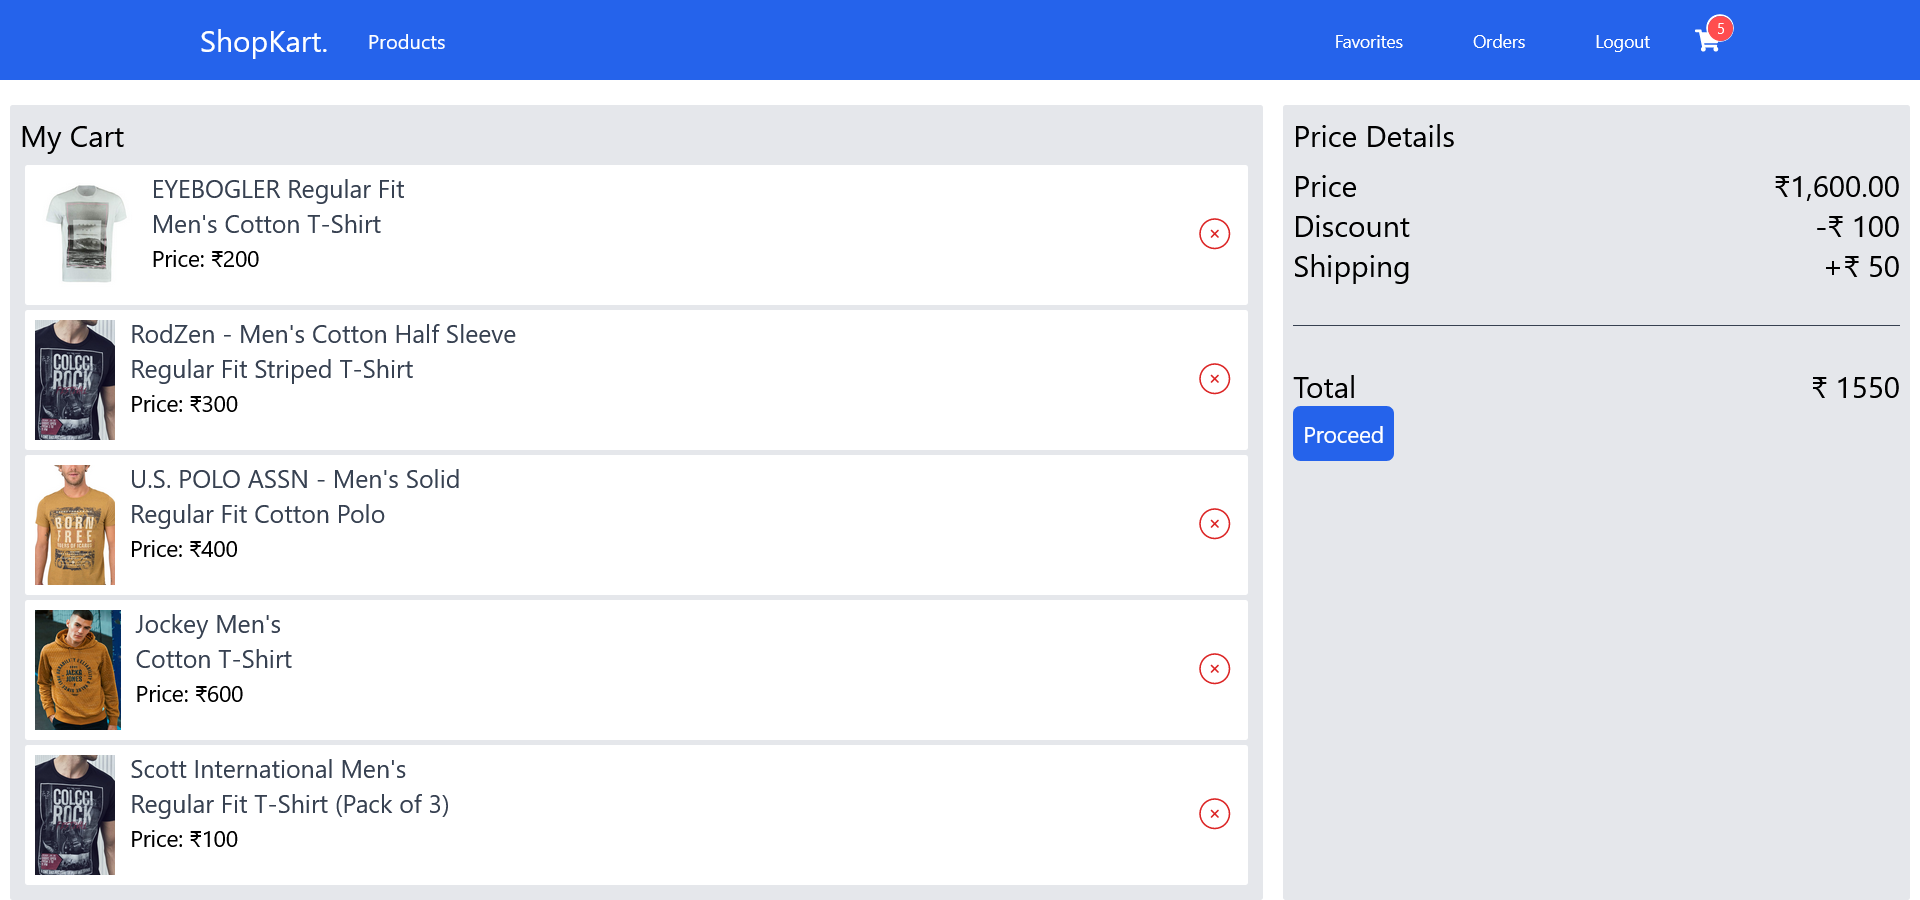 ShopKart.
Products
Favorites
Orders
Logout
5
My Cart
EYEBOGLER Regular Fit
Men's Cotton T-Shirt
Price: ₹200
COLCCI
ROCK
RodZen - Men's Cotton Half Sleeve
Regular Fit Striped T-Shirt
Price: ₹300
BORN
FREE
U.S. POLO ASSN - Men's Solid
Regular Fit Cotton Polo
Price: ₹400
JACK&
JONES
Jockey Men's
Cotton T-Shirt
Price: ₹600
COLCCI
ROCK
Scott International Men's
Regular Fit T-Shirt (Pack of 3)
Price: ₹100
Price Details
Price ₹1,600.00
Discount -₹ 100
Shipping +₹ 50
Total ₹ 1550
Proceed